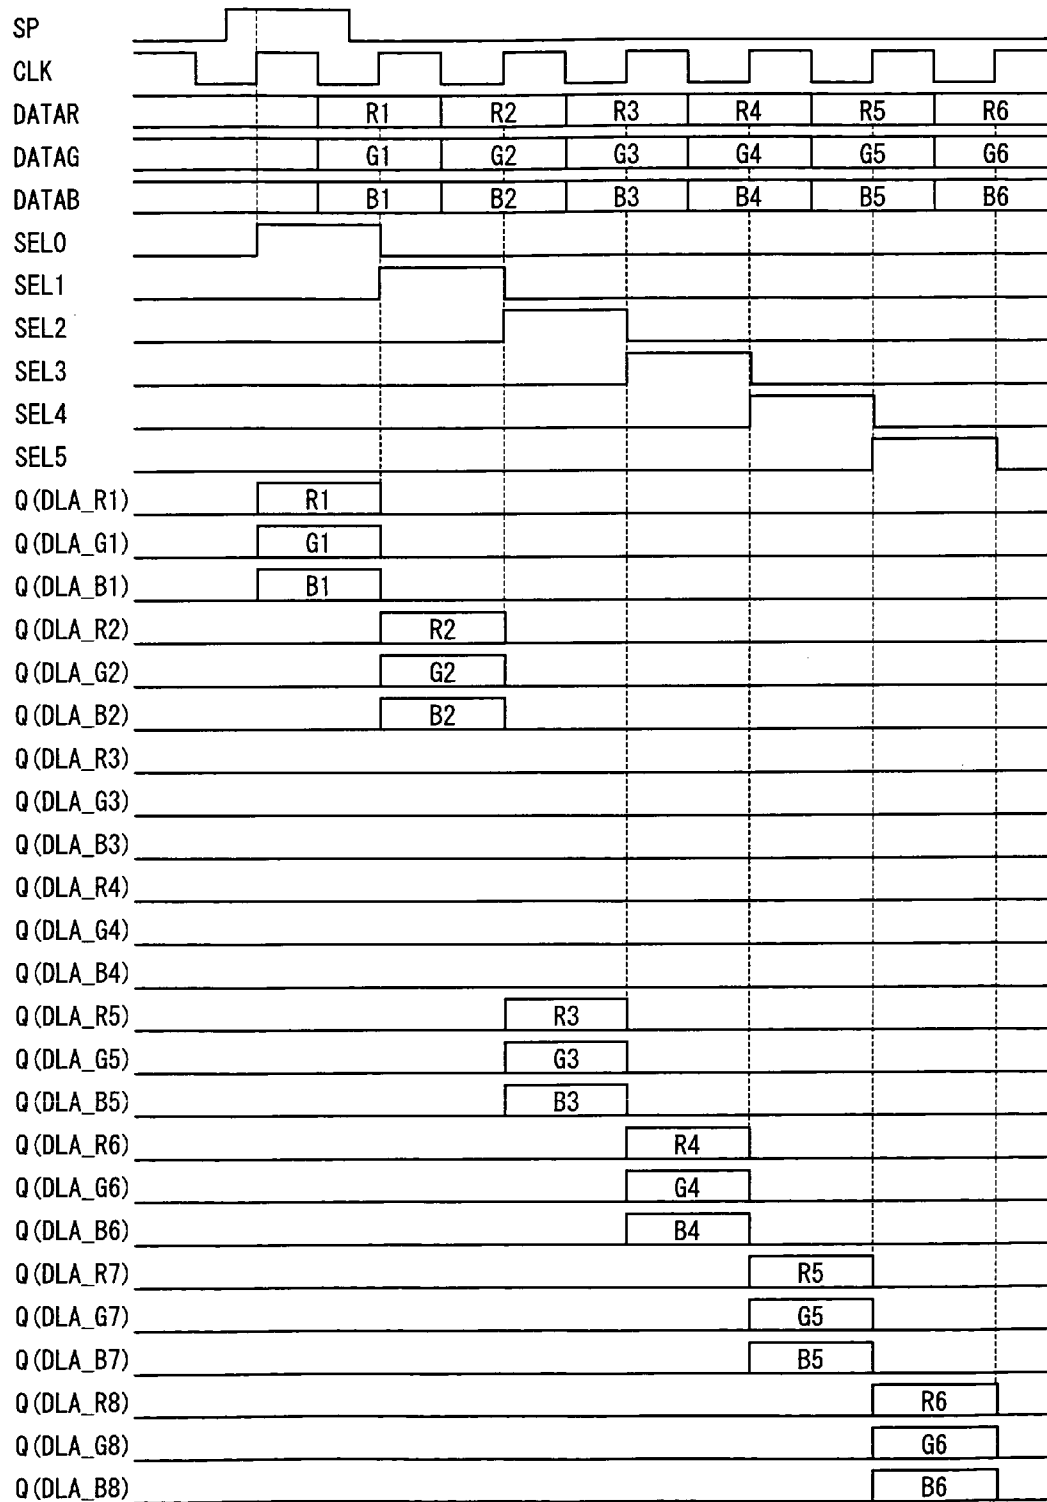 SP
CLK
DATAR R1 R2 R3 R4 R5 R6
DATAG G1 G2 G3 G4 G5 G6
DATAB B1 B2 B3 B4 B5 B6
SEL0
SEL1
SEL2
SEL3
SEL4
SEL5
Q(DLA_R1) R1
Q(DLA_G1) G1
Q(DLA_B1) B1
Q(DLA_R2) R2
Q(DLA_G2) G2
Q(DLA_B2) B2
Q(DLA_R3)
Q(DLA_G3)
Q(DLA_B3)
Q(DLA_R4)
Q(DLA_G4)
Q(DLA_B4)
Q(DLA_R5) R3
Q(DLA_G5) G3
Q(DLA_B5) B3
Q(DLA_R6) R4
Q(DLA_G6) G4
Q(DLA_B6) B4
Q(DLA_R7) R5
Q(DLA_G7) G5
Q(DLA_B7) B5
Q(DLA_R8) R6
Q(DLA_G8) G6
Q(DLA_B8) B6